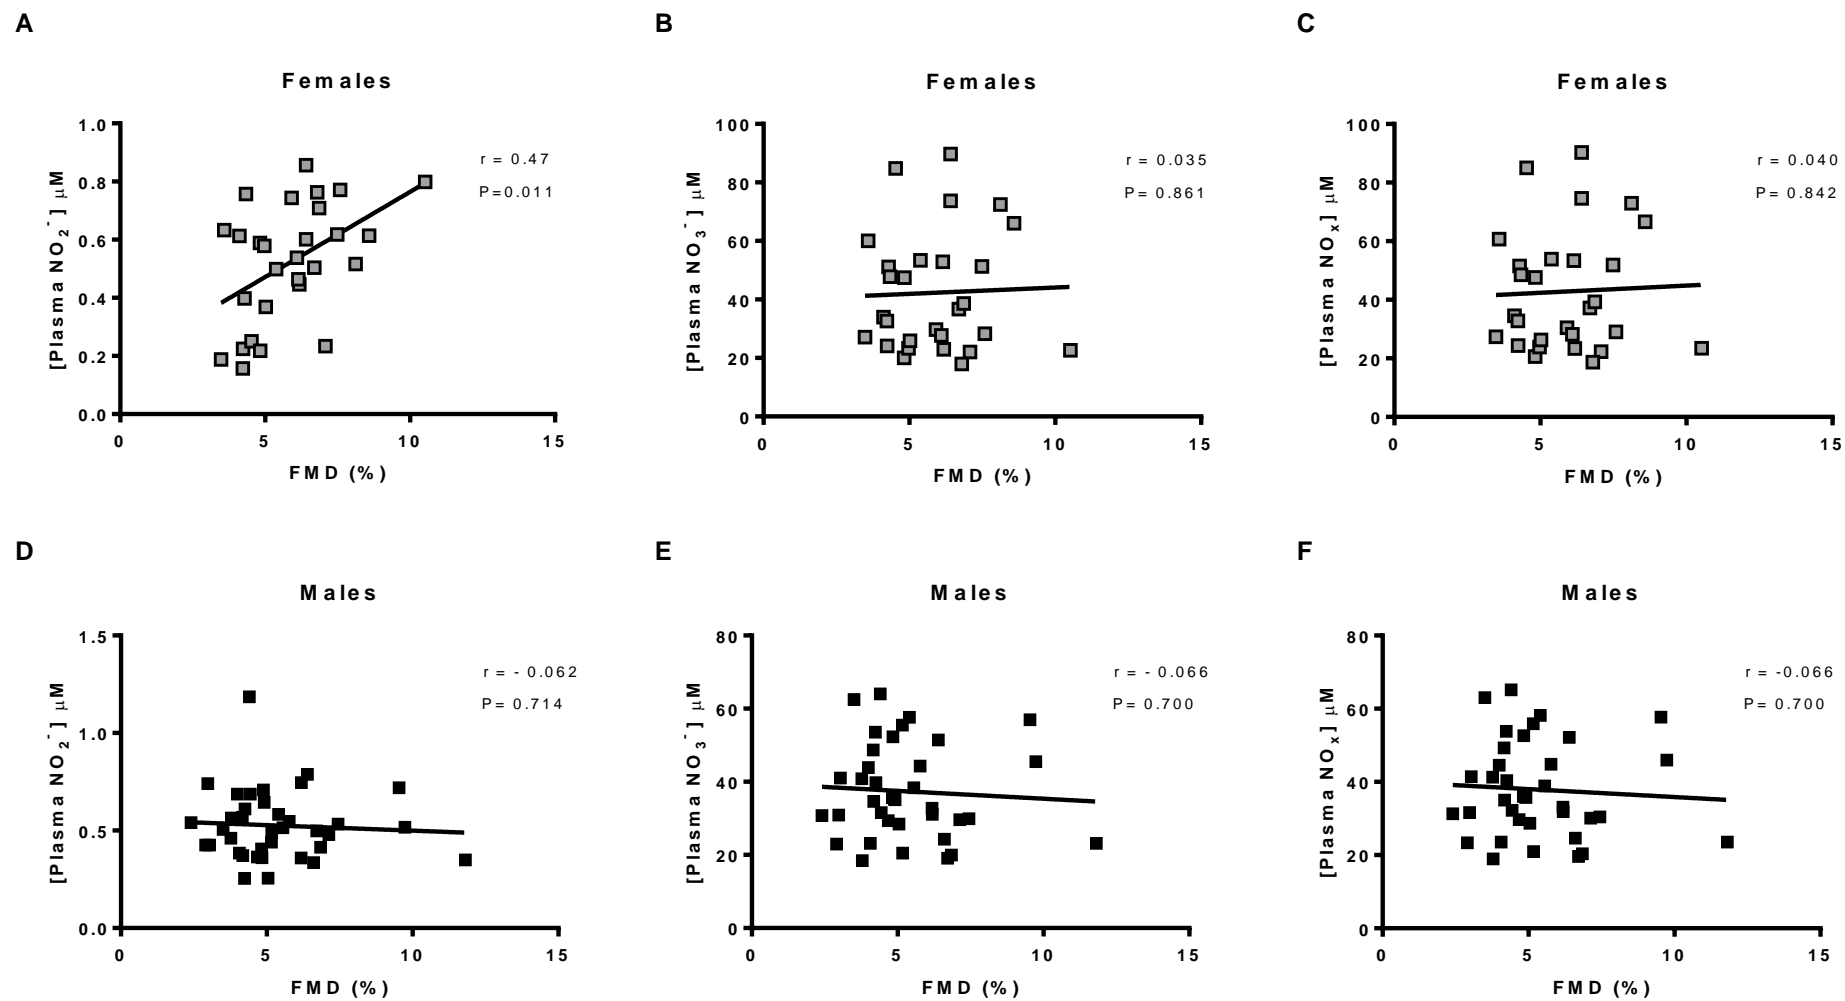 A
Females
[Plasma NO₂⁻] μM
1.0
0.8
0.6
0.4
0.2
0.0
r = 0.47
P=0.011
0 5 10 15
FMD (%)
B
Females
[Plasma NO₃⁻] μM
100
80
60
40
20
0
r = 0.035
P= 0.861
0 5 10 15
FMD (%)
C
Females
[Plasma NOₓ] μM
100
80
60
40
20
0
r = 0.040
P= 0.842
0 5 10 15
FMD (%)
D
Males
[Plasma NO₂⁻] μM
1.5
1.0
0.5
0.0
r = - 0.062
P= 0.714
0 5 10 15
FMD (%)
E
Males
[Plasma NO₃⁻] μM
80
60
40
20
0
r = - 0.066
P= 0.700
0 5 10 15
FMD (%)
F
Males
[Plasma NOₓ] μM
80
60
40
20
0
r = -0.066
P= 0.700
0 5 10 15
FMD (%)